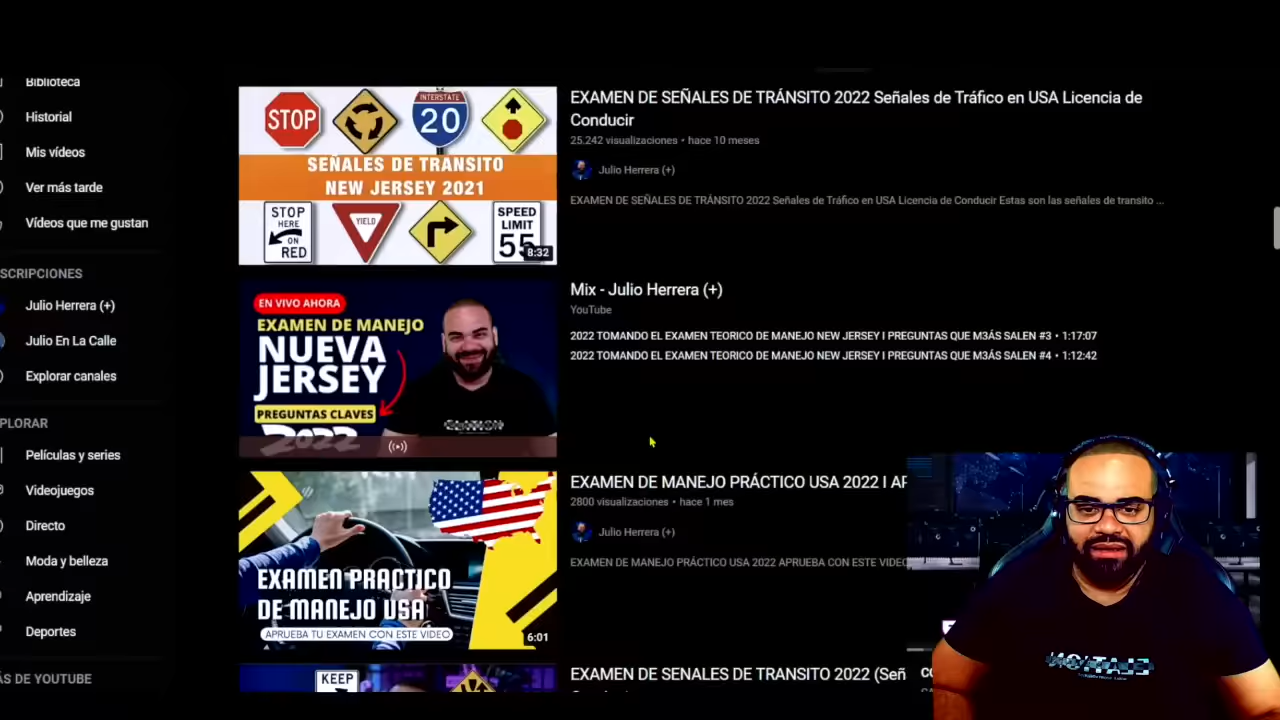 Biblioteca
Historial
Mis vídeos
Ver más tarde
Vídeos que me gustan
SCRIPCIONES
Julio Herrera (+)
Julio En La Calle
Explorar canales
PLORAR
Películas y series
Videojuegos
Directo
Moda y belleza
Aprendizaje
Deportes
ÁS DE YOUTUBE
STOP
INTERSTATE
20
SEÑALES DE TRANSITO
NEW JERSEY 2021
STOP
HERE
ON
RED
YIELD
SPEED
LIMIT
55
8:32
EXAMEN DE SEÑALES DE TRÁNSITO 2022 Señales de Tráfico en USA Licencia de
Conducir
25.242 visualizaciones • hace 10 meses
Julio Herrera (+)
EXAMEN DE SEÑALES DE TRÁNSITO 2022 Señales de Tráfico en USA Licencia de Conducir Estas son las señales de transito ...
EN VIVO AHORA
EXAMEN DE MANEJO
NUEVA
JERSEY
PREGUNTAS CLAVES
2022
Mix - Julio Herrera (+)
YouTube
2022 TOMANDO EL EXAMEN TEORICO DE MANEJO NEW JERSEY I PREGUNTAS QUE M3ÁS SALEN #3 • 1:17:07
2022 TOMANDO EL EXAMEN TEORICO DE MANEJO NEW JERSEY I PREGUNTAS QUE M3ÁS SALEN #4 • 1:12:42
EXAMEN PRACTICO
DE MANEJO USA
APRUEBA TU EXAMEN CON ESTE VIDEO
6:01
EXAMEN DE MANEJO PRÁCTICO USA 2022 I AP
2800 visualizaciones • hace 1 mes
Julio Herrera (+)
EXAMEN DE MANEJO PRÁCTICO USA 2022 APRUEBA CON ESTE VIDEO
KEEP
EXAMEN DE SENALES DE TRANSITO 2022 (Señ